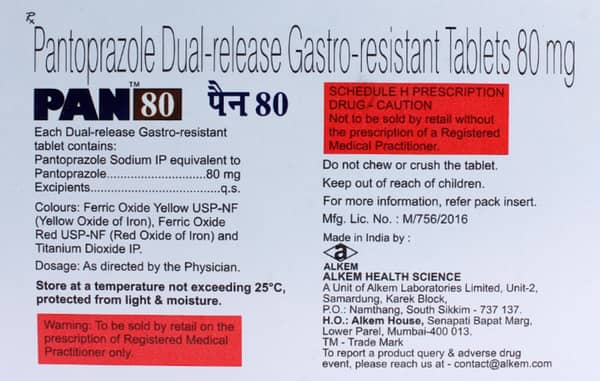 Rx
Pantoprazole Dual-release Gastro-resistant Tablets 80 mg
PAN™ 80 पैन 80
Each Dual-release Gastro-resistant
tablet contains:
Pantoprazole Sodium IP equivalent to
Pantoprazole..............................80 mg
Excipients.....................................q.s.
Colours: Ferric Oxide Yellow USP-NF
(Yellow Oxide of Iron), Ferric Oxide
Red USP-NF (Red Oxide of Iron) and
Titanium Dioxide IP.
Dosage: As directed by the Physician.
Store at a temperature not exceeding 25°C,
protected from light & moisture.
Warning: To be sold by retail on the
prescription of Registered Medical
Practitioner only.
SCHEDULE H PRESCRIPTION
DRUG - CAUTION
Not to be sold by retail without
the prescription of a Registered
Medical Practitioner.
Do not chew or crush the tablet.
Keep out of reach of children.
For more information, refer pack insert.
Mfg. Lic. No. : M/756/2016
Made in India by :
a
ALKEM
ALKEM HEALTH SCIENCE
A Unit of Alkem Laboratories Limited, Unit-2,
Samardung, Karek Block,
P.O.: Namthang, South Sikkim - 737 137.
H.O.: Alkem House, Senapati Bapat Marg,
Lower Parel, Mumbai-400 013.
TM - Trade Mark
To report a product query & adverse drug
event, please reach us at - contact@alkem.com